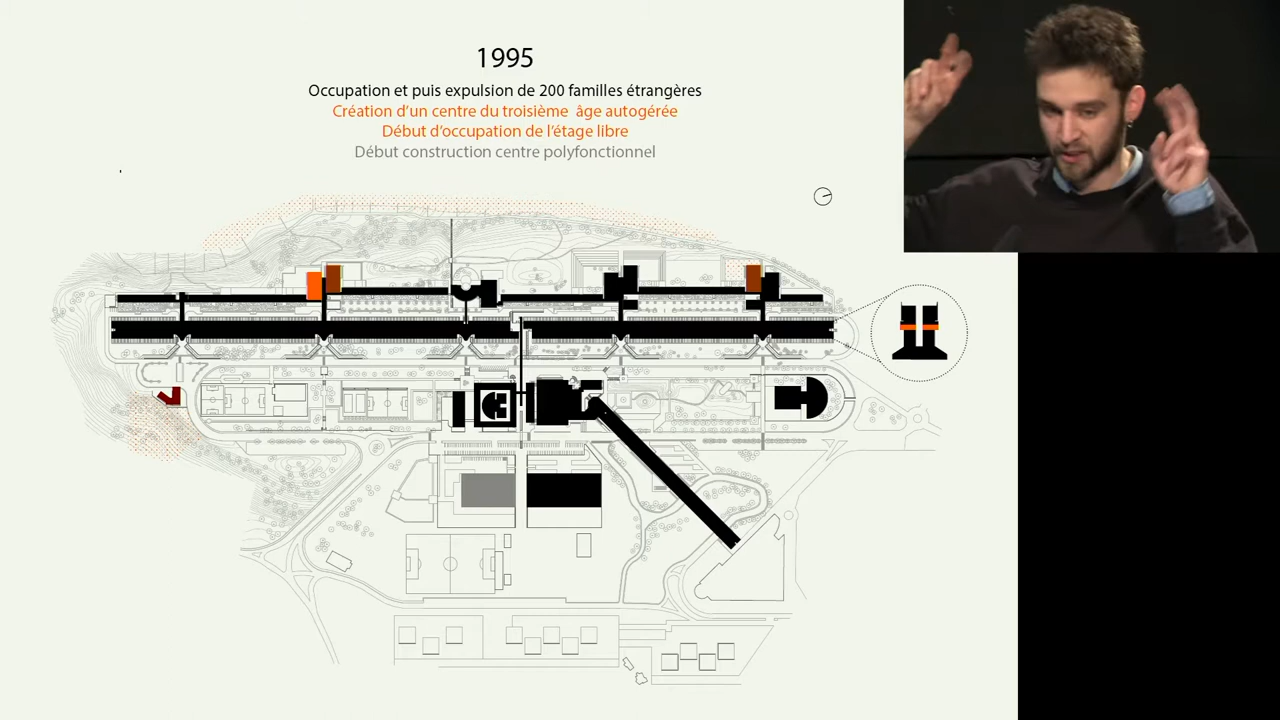 1995
Occupation et puis expulsion de 200 familles étrangères
Création d'un centre du troisième âge autogérée
Début d'occupation de l'étage libre
Début construction centre polyfonctionnel